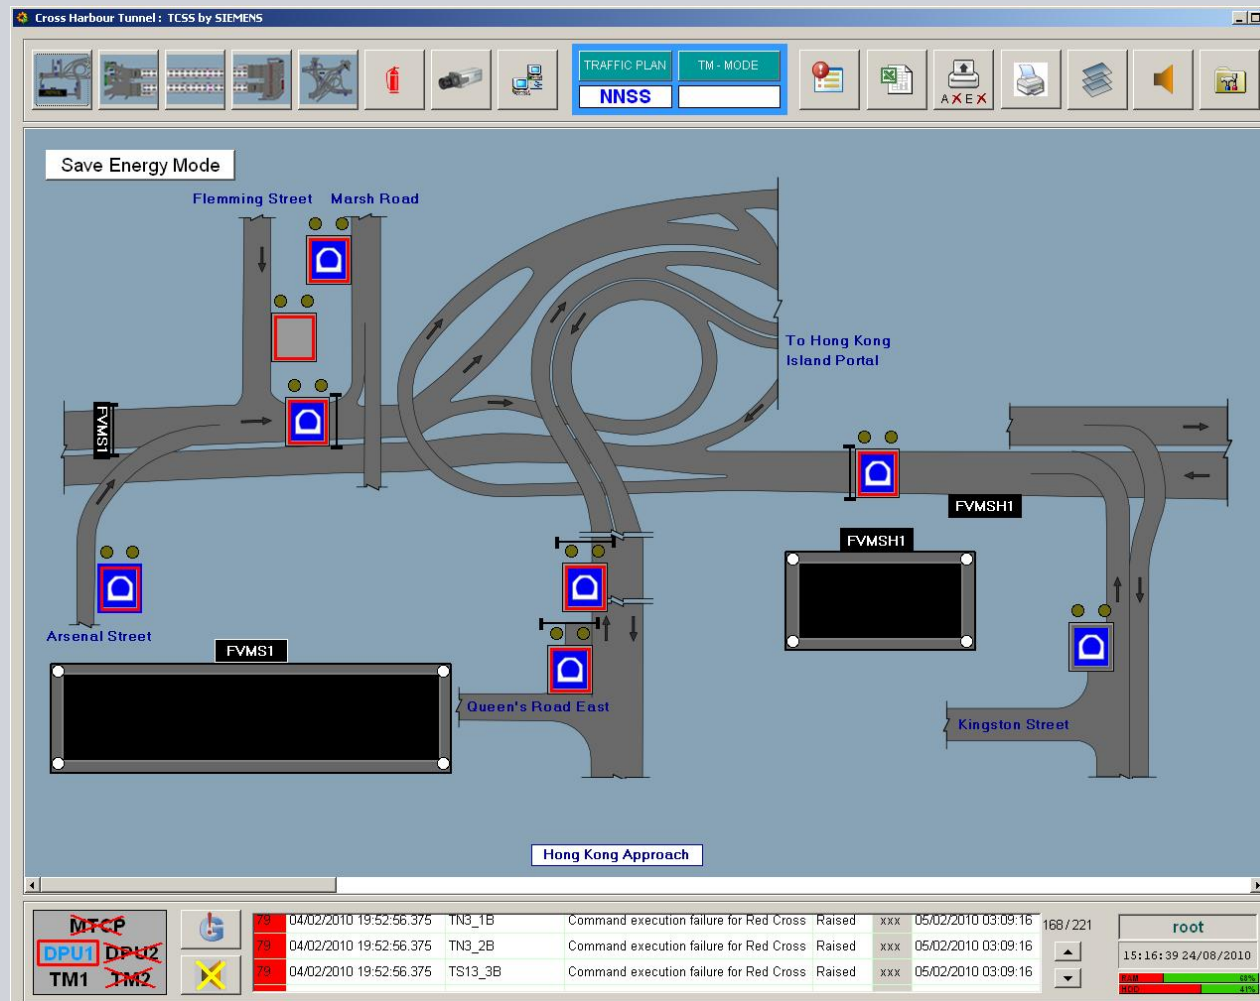 Cross Harbour Tunnel : TCSS by SIEMENS
TRAFFIC PLAN
TM - MODE
NNSS
A X E X
Save Energy Mode
Flemming Street
Marsh Road
To Hong Kong
Island Portal
FVMS1
FVMSH1
FVMSH1
Arsenal Street
FVMS1
Queen's Road East
Kingston Street
Hong Kong Approach
MTCP
DPU1 DPU2
TM1 TM2
79 04/02/2010 19:52:56.375 TN3_1B Command execution failure for Red Cross Raised xxx 05/02/2010 03:09:16
79 04/02/2010 19:52:56.375 TN3_2B Command execution failure for Red Cross Raised xxx 05/02/2010 03:09:16
79 04/02/2010 19:52:56.375 TS13_3B Command execution failure for Red Cross Raised xxx 05/02/2010 03:09:16
168 / 221
root
15:16:39 24/08/2010
RAM 68%
HDD 41%